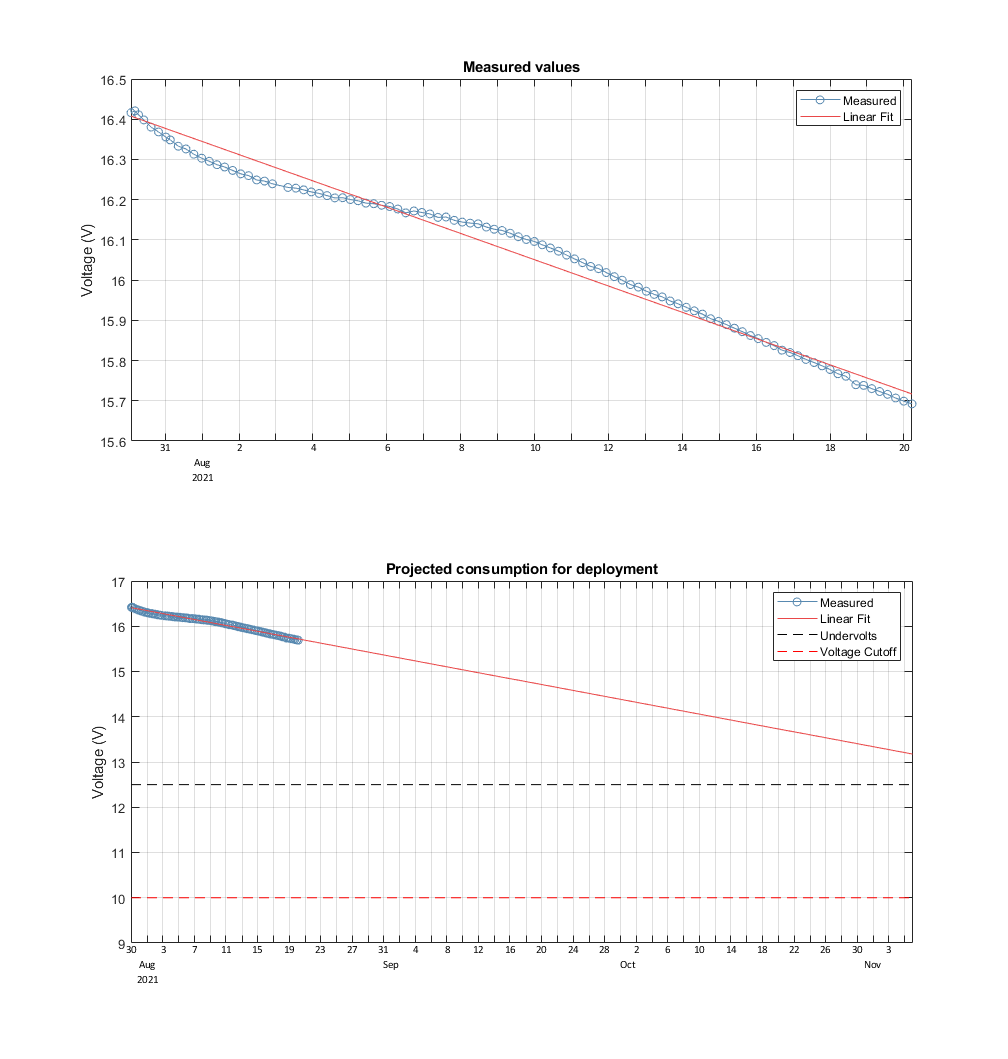 Measured values
16.5
16.4
16.3
16.2
16.1
16
15.9
15.8
15.7
15.6
Voltage (V)
Measured
Linear Fit
31 2 4 6 8 10 12 14 16 18 20
Aug
2021
Projected consumption for deployment
17
16
15
14
13
12
11
10
9
Voltage (V)
Measured
Linear Fit
Undervolts
Voltage Cutoff
30 3 7 11 15 19 23 27 31 4 8 12 16 20 24 28 2 6 10 14 18 22 26 30 3
Aug Sep Oct Nov
2021